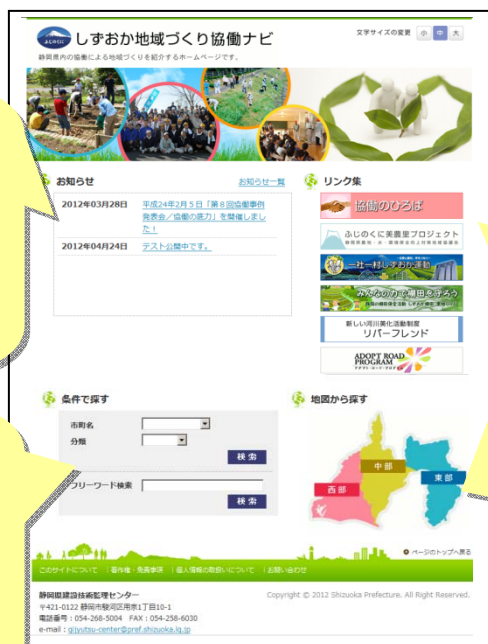 ふじのくに
しずおか地域づくり協働ナビ
文字サイズの変更 小 中 大
静岡県内の協働による地域づくりを紹介するホームページです。
お知らせ
お知らせ一覧
2012年03月28日
平成24年2月5日「第8回協働事例
発表会/協働の底力」を開催しまし
た!
2012年04月24日
テスト公開中です。
リンク集
協働のひろば
ふじのくに美農里プロジェクト
一社一村しずおか運動
みんなの力で棚田を守ろう
新しい河川美化活動制度
リバーフレンド
ADOPT ROAD
PROGRAM
アダプト・ロード・プログラム
条件で探す
市町名
分類
検索
フリーワード検索
検索
地図から探す
中部
東部
西部
ページのトップへ戻る
このサイトについて | 著作権・免責事項 | 個人情報の取扱いについて | お問い合わせ
静岡県建設技術監理センター
〒421-0122 静岡市駿河区用宗1丁目10-1
電話番号:054-268-5004 FAX:054-258-6030
e-mail:gijyutsu-center@pref.shizuoka.lg.jp
Copyright © 2012 Shizuoka Prefecture. All Right Reserved.